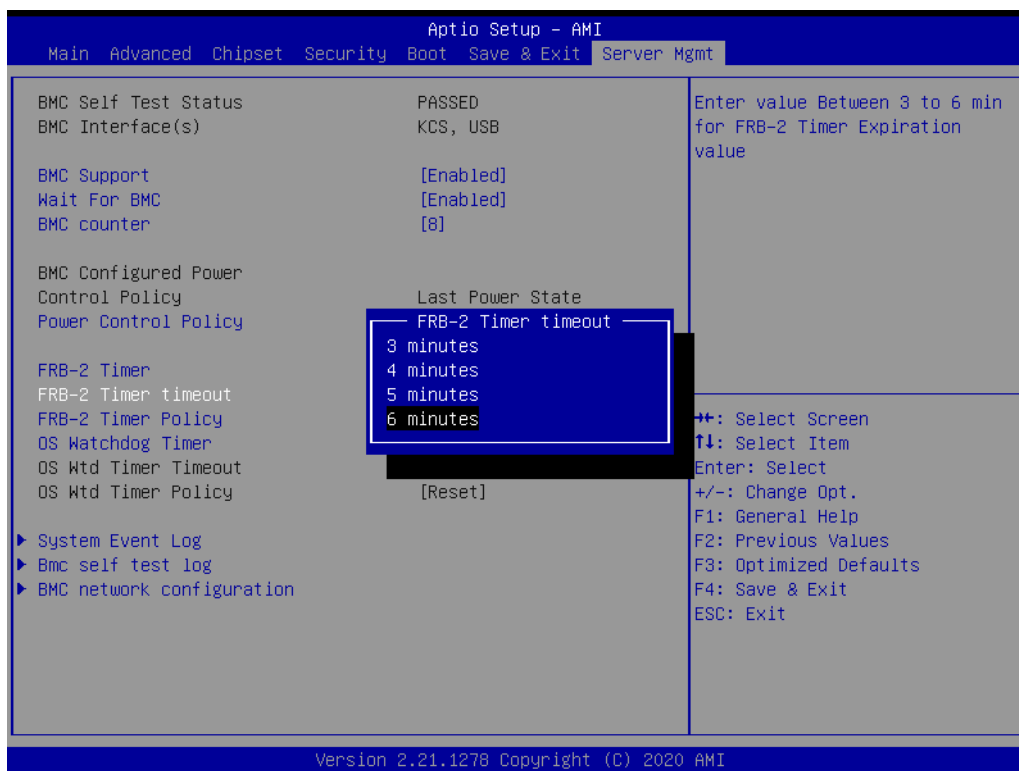 Aptio Setup – AMI
Main Advanced Chipset Security Boot Save & Exit Server Mgmt
BMC Self Test Status PASSED
BMC Interface(s) KCS, USB
BMC Support [Enabled]
Wait For BMC [Enabled]
BMC counter [8]
BMC Configured Power
Control Policy Last Power State
Power Control Policy
FRB-2 Timer
FRB-2 Timer timeout
FRB-2 Timer Policy
OS Watchdog Timer
OS Wtd Timer Timeout
OS Wtd Timer Policy [Reset]
System Event Log
Bmc self test log
BMC network configuration
FRB-2 Timer timeout
3 minutes
4 minutes
5 minutes
6 minutes
Enter value Between 3 to 6 min
for FRB-2 Timer Expiration
value
→←: Select Screen
↑↓: Select Item
Enter: Select
+/-: Change Opt.
F1: General Help
F2: Previous Values
F3: Optimized Defaults
F4: Save & Exit
ESC: Exit
Version 2.21.1278 Copyright (C) 2020 AMI